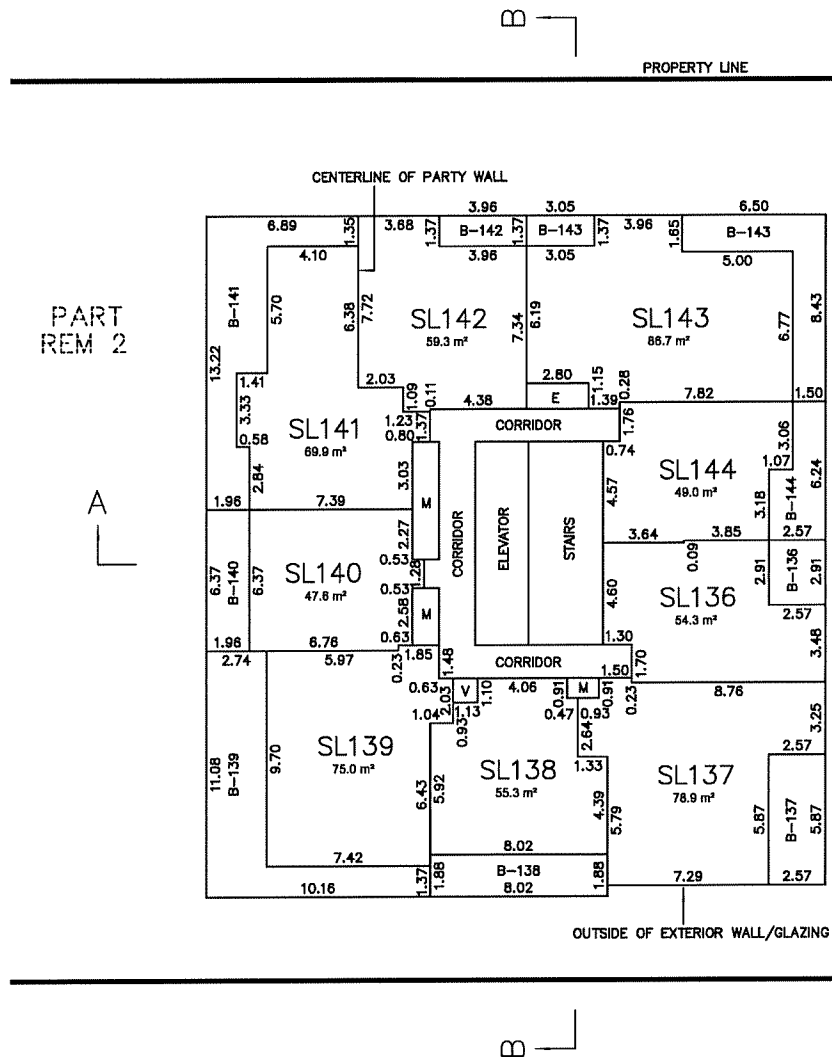 B
PROPERTY LINE
CENTERLINE OF PARTY WALL
6.89 1.35 3.68 1.37 3.96 B-142 1.37 3.05 B-143 1.37 3.96 1.65 6.50 B-143
4.10 3.96 3.05 5.00
PART
REM 2
B-141 5.70 6.38 7.72
SL142
59.3 m²
7.34 6.19
SL143
86.7 m²
6.77 8.43
13.22
1.41 2.03 2.80 1.15 0.28
3.33 1.09 0.11 4.38 E 1.39 7.82 1.50
1.23 1.37 CORRIDOR 1.76
0.58 0.80 0.74 3.06
SL141
69.9 m²
2.84 3.03
SL144
49.0 m²
1.07 3.18 B-144 6.24
4.57
A
1.96 7.39 M
2.27 CORRIDOR ELEVATOR STAIRS
3.64 3.85 0.09 2.57
6.37 B-140 6.37
SL140
47.6 m²
0.53 1.28 0.53
2.58 M 0.63
4.60
SL136
54.3 m²
2.91 B-136 2.91
2.57
3.48
1.96 6.76 1.30
2.74 5.97 0.23 1.85 1.48 CORRIDOR 1.50 1.70
0.63 2.03 V 1.10 4.06 0.91 M 0.91 0.23 8.76
1.04 0.93 1.13 0.47 0.93
11.08 B-139 9.70
SL139
75.0 m²
6.43 5.92
SL138
55.3 m²
2.64
1.33
4.39 5.79
SL137
78.9 m²
3.25
2.57
5.87 B-137 5.87
7.42 8.02
1.37 1.88 B-138 1.88
10.16 8.02 7.29 2.57
OUTSIDE OF EXTERIOR WALL/GLAZING
B